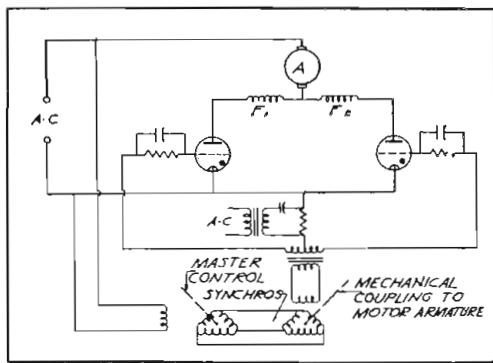 A
F₁
F₂
A-C
A-C
MASTER
CONTROL
SYNCHROS
MECHANICAL
COUPLING TO
MOTOR ARMATURE